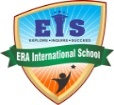 EIS
EXPLORE • INQUIRE • SUCCEED
ERA International School